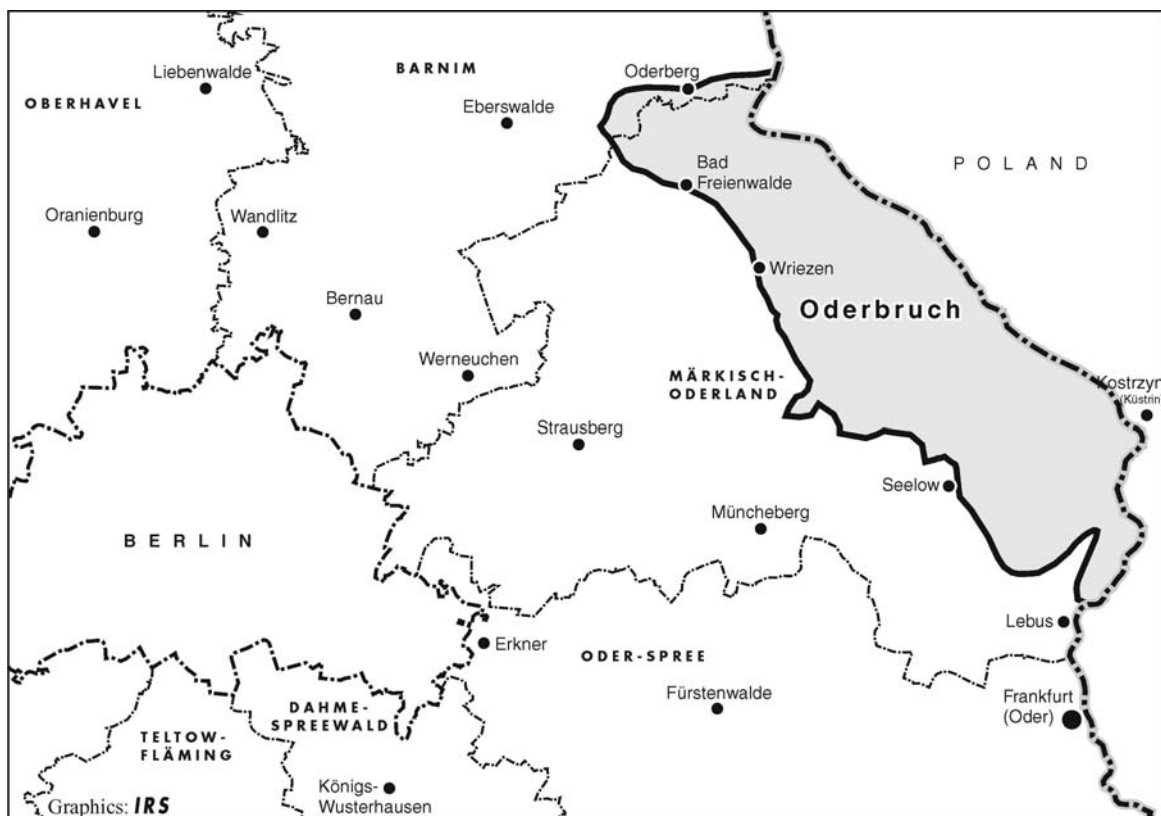 Liebenwalde
BARNIM
Oderberg
OBERHAVEL
Eberswalde
POLAND
Bad
Freienwalde
Oranienburg
Wandlitz
Wriezen
Bernau
Oderbruch
Werneuchen
MÄRKISCH-
ODERLAND
Kostrzyn
(Küstrin
Strausberg
Seelow
Müncheberg
BERLIN
Lebus
Erkner
ODER-SPREE
Fürstenwalde
Frankfurt
(Oder)
DAHME-
SPREEWALD
TELTOW-
FLÄMING
Königs-
Wusterhausen
Graphics: IRS